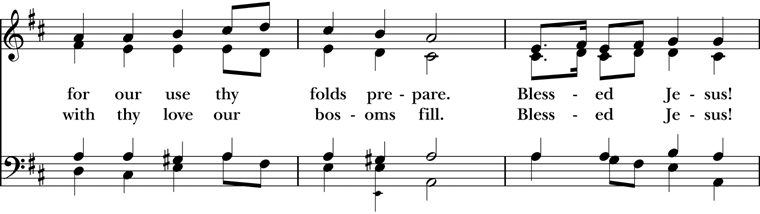 for our use thy folds pre - pare. Bless - ed Je - sus!
with thy love our bos - oms fill. Bless - ed Je - sus!